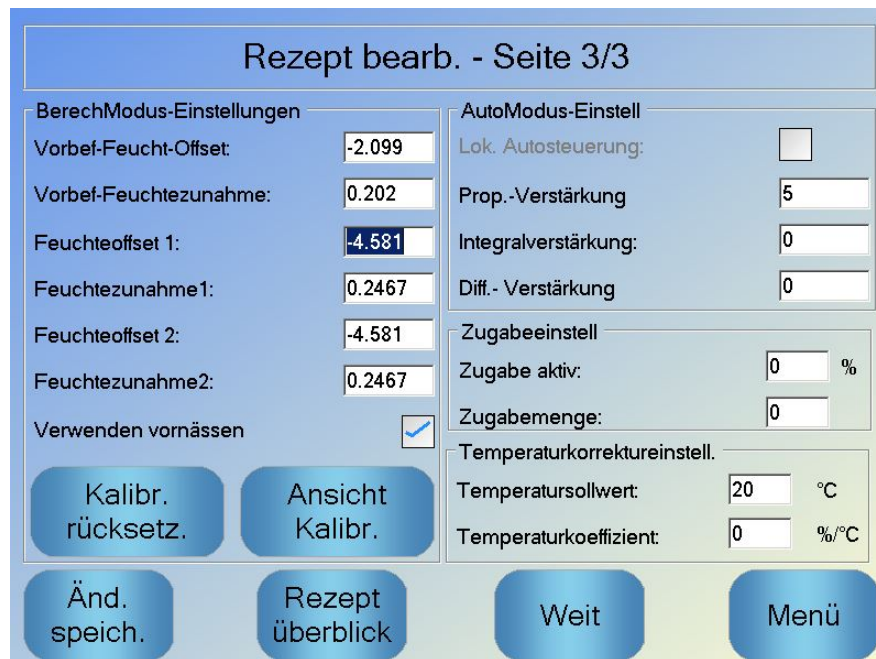 Rezept bearb. - Seite 3/3
BerechModus-Einstellungen
Vorbef-Feucht-Offset: -2.099
Vorbef-Feuchtezunahme: 0.202
Feuchteoffset 1: -4.581
Feuchtezunahme1: 0.2467
Feuchteoffset 2: -4.581
Feuchtezunahme2: 0.2467
Verwenden vornässen
Kalibr.
rücksetz.
Ansicht
Kalibr.
AutoModus-Einstell
Lok. Autosteuerung:
Prop.-Verstärkung 5
Integralverstärkung: 0
Diff.- Verstärkung 0
Zugabeeinstell
Zugabe aktiv: 0 %
Zugabemenge: 0
Temperaturkorrektureinstell.
Temperatursollwert: 20 °C
Temperaturkoeffizient: 0 %/°C
Änd.
speich.
Rezept
überblick
Weit
Menü